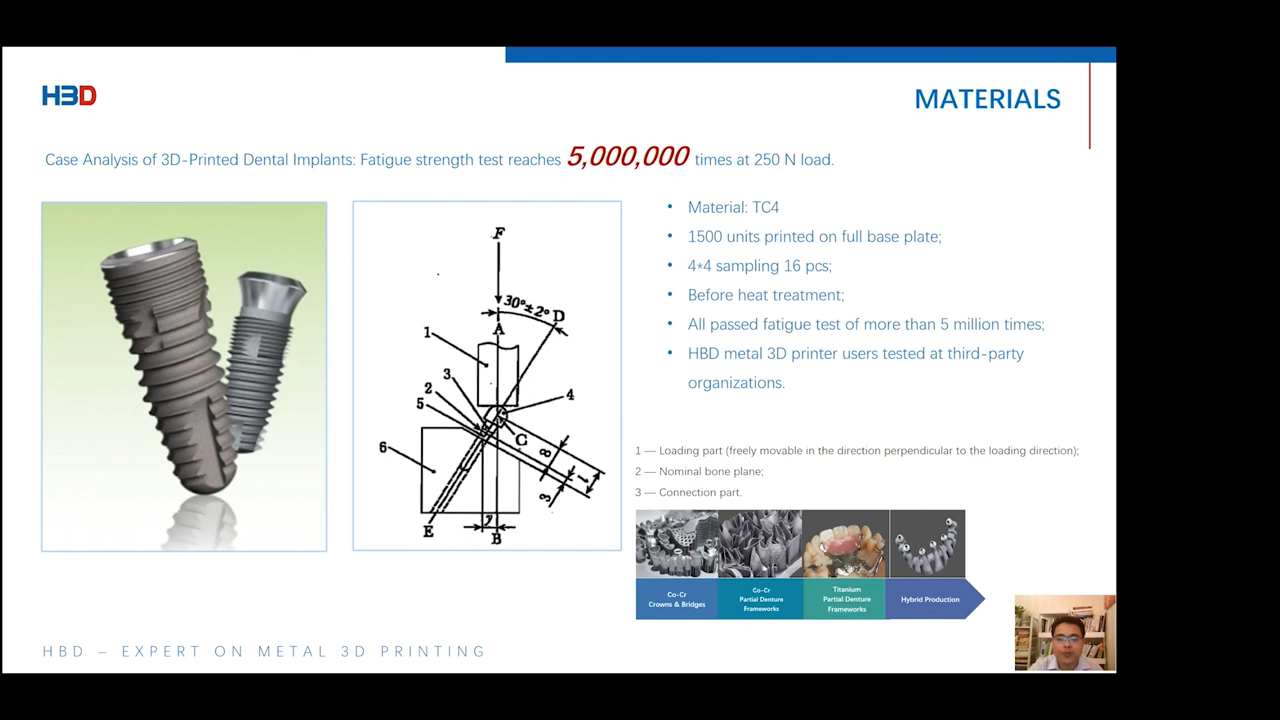 HBD
MATERIALS
Case Analysis of 3D-Printed Dental Implants: Fatigue strength test reaches 5,000,000 times at 250 N load.
F
30°±2°
D
A
1
3
2
5
4
C
6
8
3
l
y
E
B
• Material: TC4
• 1500 units printed on full base plate;
• 4*4 sampling 16 pcs;
• Before heat treatment;
• All passed fatigue test of more than 5 million times;
• HBD metal 3D printer users tested at third-party
organizations.
1 — Loading part (freely movable in the direction perpendicular to the loading direction);
2 — Nominal bone plane;
3 — Connection part.
Co-Cr
Crowns & Bridges
Co-Cr
Partial Denture
Frameworks
Titanium
Partial Denture
Frameworks
Hybrid Production
HBD – EXPERT ON METAL 3D PRINTING